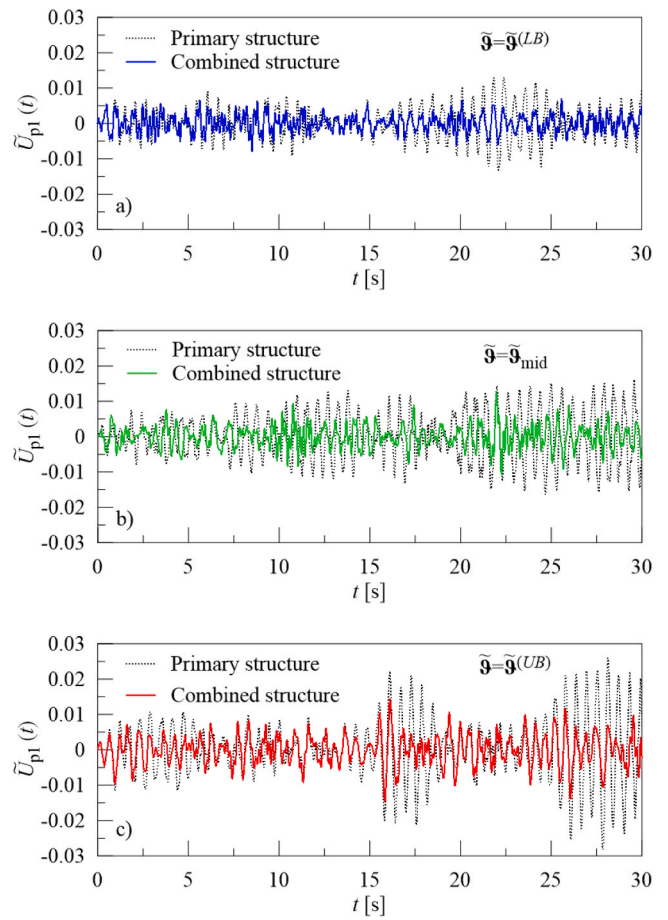 0.03
Primary structure
ϑ̃=ϑ̃(LB)
0.02
Combined structure
0.01
0
-0.01
-0.02
a)
-0.03
Ũp1(t)
0 5 10 15 20 25 30
t [s]
0.03
Primary structure
ϑ̃=ϑ̃mid
0.02
Combined structure
0.01
0
-0.01
-0.02
b)
-0.03
Ũp1(t)
0 5 10 15 20 25 30
t [s]
0.03
Primary structure
ϑ̃=ϑ̃(UB)
0.02
Combined structure
0.01
0
-0.01
-0.02
c)
-0.03
Ũp1(t)
0 5 10 15 20 25 30
t [s]